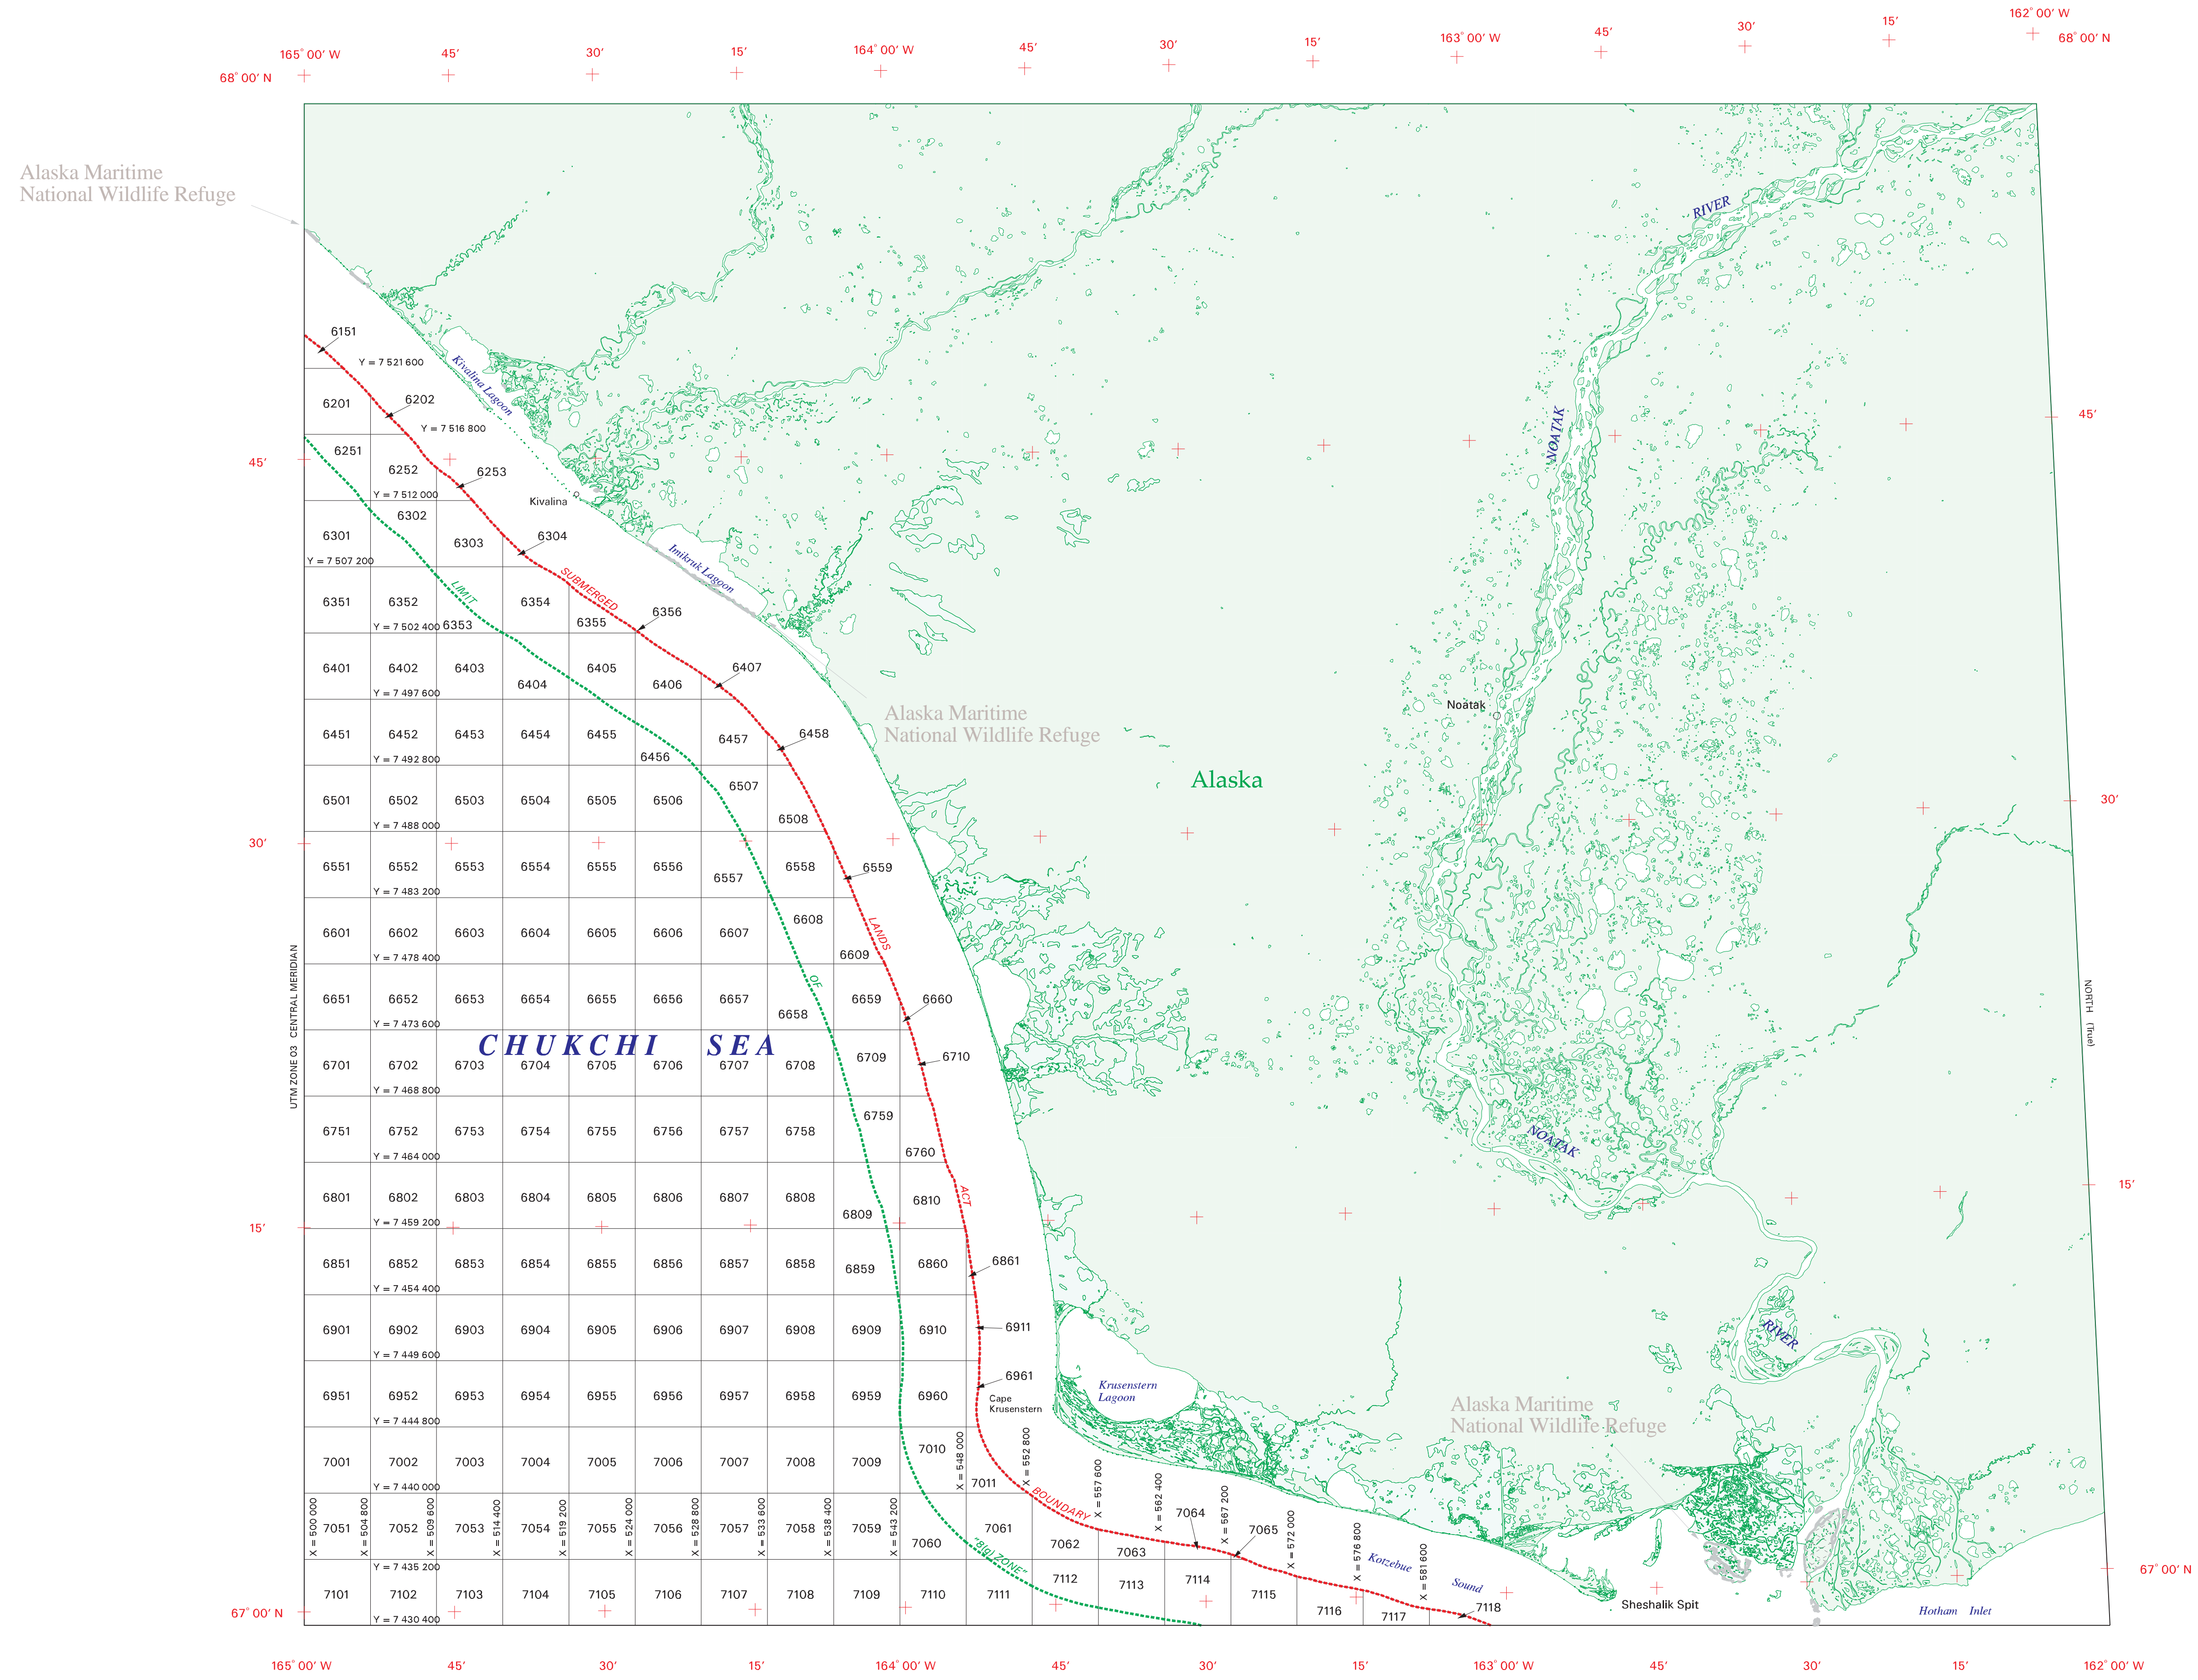 165° 00′ W 45′ 30′ 15′ 164° 00′ W 45′ 30′ 15′ 163° 00′ W 45′ 30′ 15′ 162° 00′ W
68° 00′ N
68° 00′ N
Alaska Maritime
National Wildlife Refuge
RIVER
6151
Y = 7 521 600
Kivalina Lagoon
6201
6202
Y = 7 516 800
NOATAK
45′
45′
6251
6252
6253
Y = 7 512 000
Kivalina
6301
6302
6303
6304
Y = 7 507 200
Imikruk Lagoon
SUBMERGED
LIMIT
6351 6352 6353 6354 6355 6356
Y = 7 502 400
6401 6402 6403 6404 6405 6406 6407
Y = 7 497 600
Noatak
Alaska Maritime
National Wildlife Refuge
6451 6452 6453 6454 6455 6456 6457 6458
Y = 7 492 800
Alaska
6501 6502 6503 6504 6505 6506 6507 6508
Y = 7 488 000
30′
30′
6551 6552 6553 6554 6555 6556 6557 6558 6559
Y = 7 483 200
LANDS
6601 6602 6603 6604 6605 6606 6607 6608 6609
Y = 7 478 400
OF
6651 6652 6653 6654 6655 6656 6657 6658 6659 6660
Y = 7 473 600
UTM ZONE 03 CENTRAL MERIDIAN
NORTH (True)
CHUKCHI SEA
6701 6702 6703 6704 6705 6706 6707 6708 6709 6710
Y = 7 468 800
6751 6752 6753 6754 6755 6756 6757 6758 6759 6760
Y = 7 464 000
NOATAK
ACT
6801 6802 6803 6804 6805 6806 6807 6808 6809 6810
Y = 7 459 200
15′
15′
6851 6852 6853 6854 6855 6856 6857 6858 6859 6860 6861
Y = 7 454 400
6901 6902 6903 6904 6905 6906 6907 6908 6909 6910 6911
Y = 7 449 600
RIVER
6951 6952 6953 6954 6955 6956 6957 6958 6959 6960 6961
Y = 7 444 800
Cape
Krusenstern
Krusenstern
Lagoon
Alaska Maritime
National Wildlife Refuge
7001 7002 7003 7004 7005 7006 7007 7008 7009 7010 7011
Y = 7 440 000
BOUNDARY
X = 500 000 X = 504 800 X = 509 600 X = 514 400 X = 519 200 X = 524 000 X = 528 800 X = 533 600 X = 538 400 X = 543 200 X = 548 000 X = 552 800 X = 557 600 X = 562 400 X = 567 200 X = 572 000 X = 576 800 X = 581 600
7051 7052 7053 7054 7055 7056 7057 7058 7059 7060 7061 7062 7063 7064 7065
Y = 7 435 200
“8(g) ZONE”
Korzebue
Sound
7101 7102 7103 7104 7105 7106 7107 7108 7109 7110 7111 7112 7113 7114 7115 7116 7117 7118
Y = 7 430 400
Sheshalik Spit
Hotham Inlet
67° 00′ N
67° 00′ N
165° 00′ W 45′ 30′ 15′ 164° 00′ W 45′ 30′ 15′ 163° 00′ W 45′ 30′ 15′ 162° 00′ W